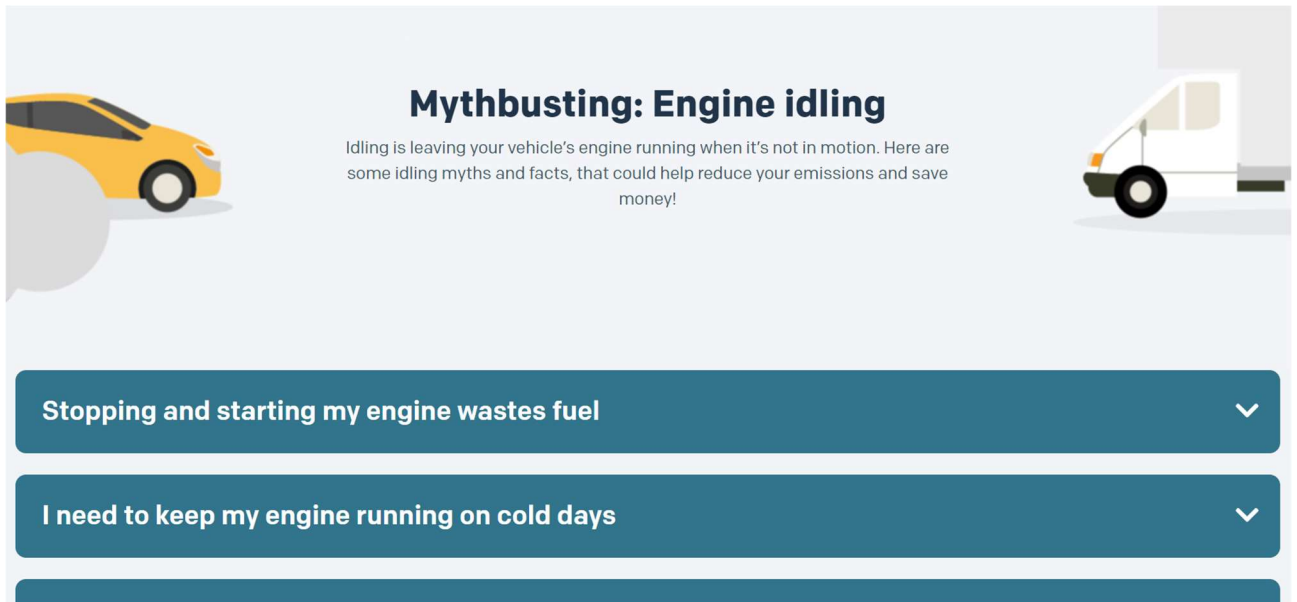 Mythbusting: Engine idling
Idling is leaving your vehicle’s engine running when it’s not in motion. Here are
some idling myths and facts, that could help reduce your emissions and save
money!
Stopping and starting my engine wastes fuel
I need to keep my engine running on cold days